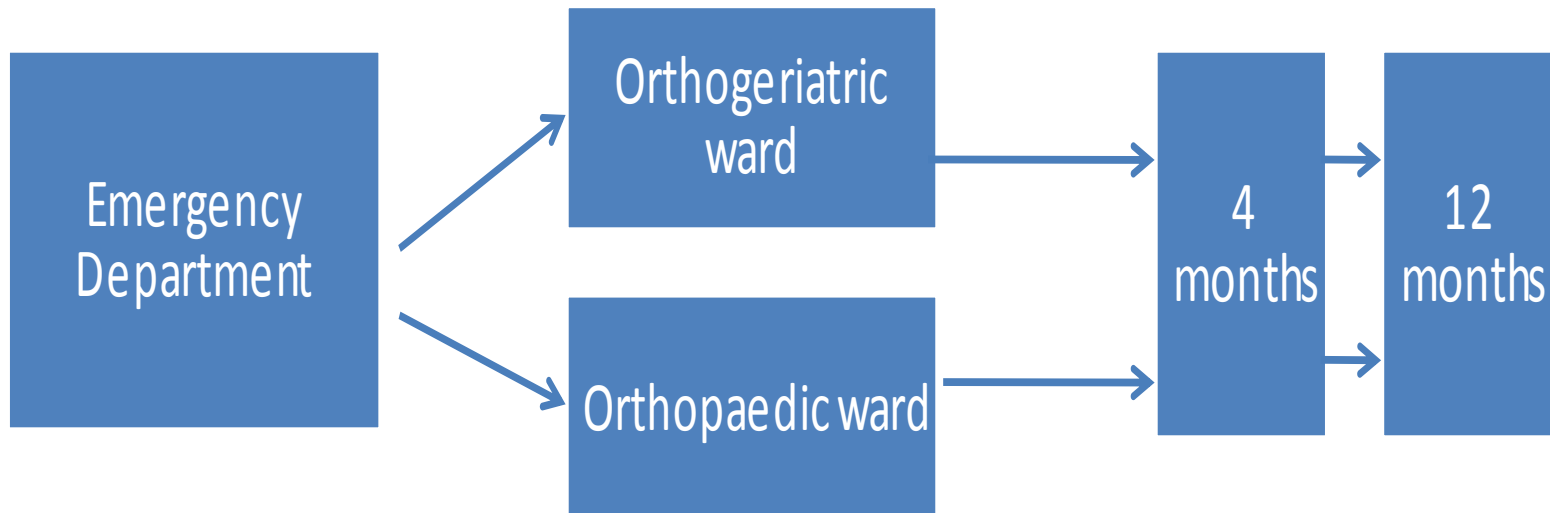 Emergency
Department
Orthogeriatric
ward
Orthopaedic ward
4
months
12
months